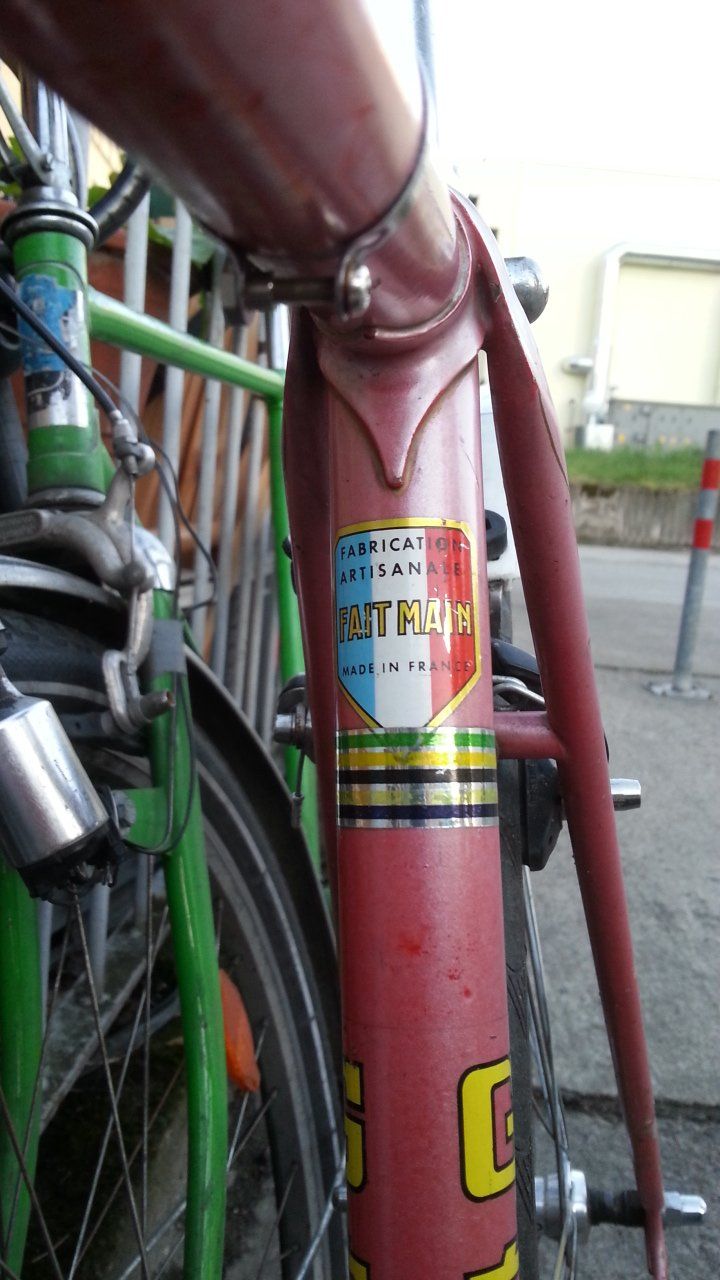 FABRICATION
ARTISANALE
FAIT MAIN
MADE IN FRANCE
G